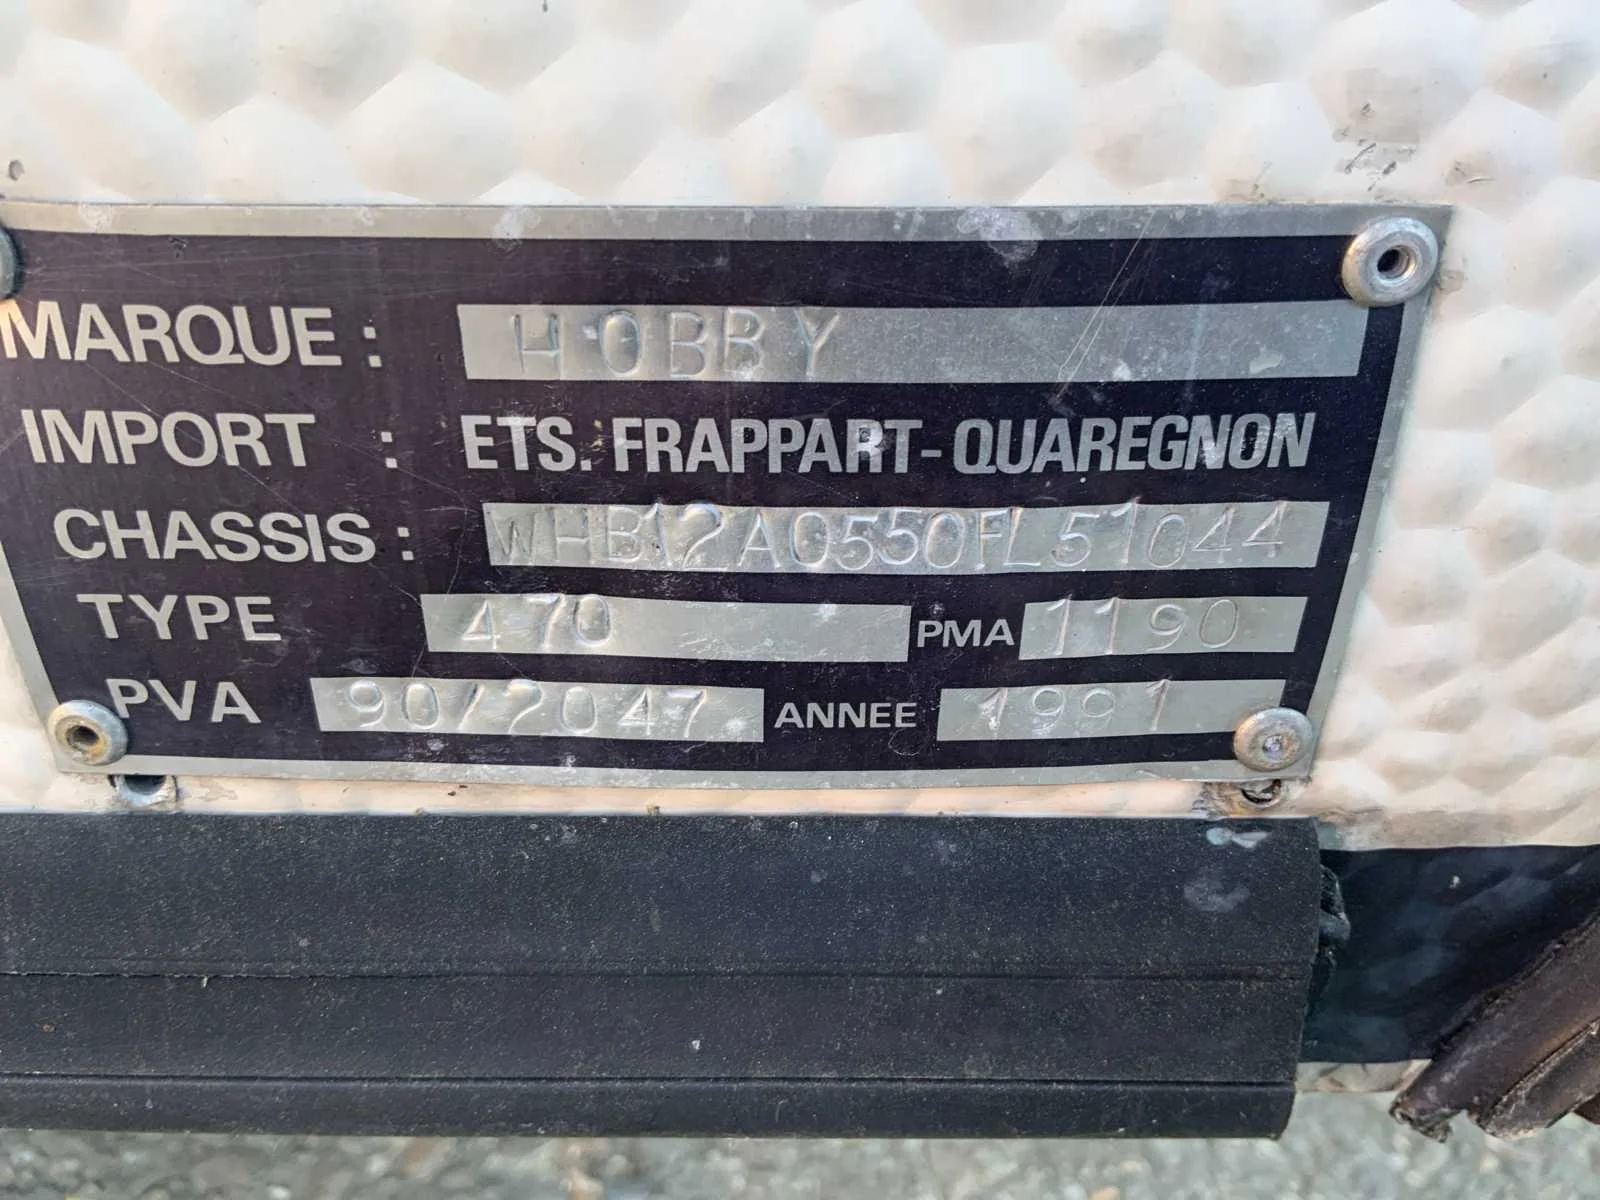 MARQUE : HOBBY
IMPORT : ETS. FRAPPART-QUAREGNON
CHASSIS : WHB12A0550FL51044
TYPE 470 PMA 1190
PVA 90/2047 ANNEE 1991